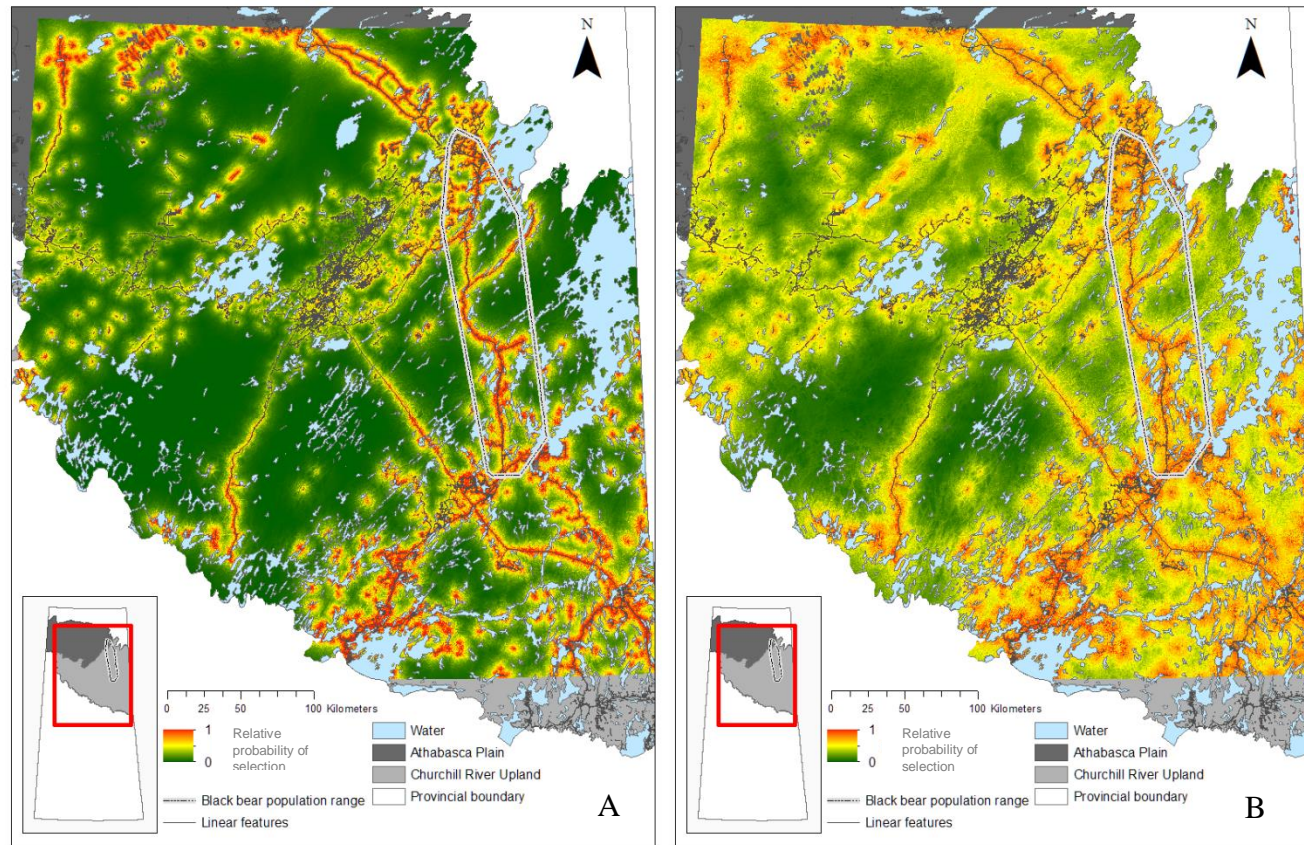 N
0 25 50 100 Kilometers
1
0
Relative
probability of
selection
Water
Athabasca Plain
Churchill River Upland
Provincial boundary
Black bear population range
Linear features
A
N
0 25 50 100 Kilometers
1
0
Relative
probability of
selection
Water
Athabasca Plain
Churchill River Upland
Provincial boundary
Black bear population range
Linear features
B